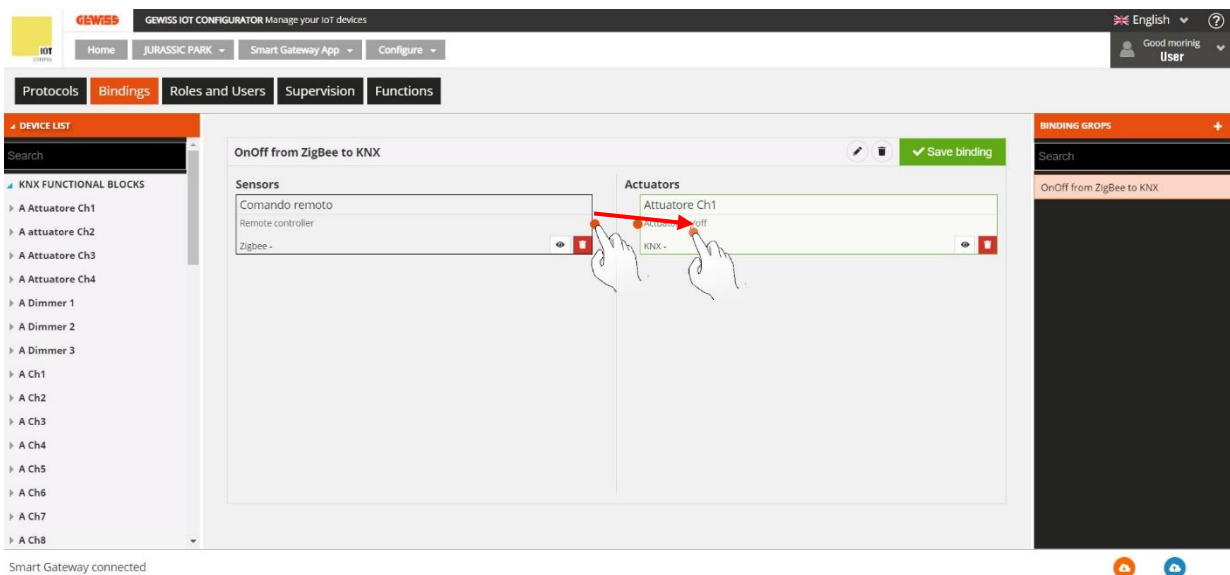 GEWISS GEWISS IOT CONFIGURATOR Manage your IoT devices English ?
IOT
CONFIG
Home JURASSIC PARK Smart Gateway App Configure Good morinig
User
Protocols Bindings Roles and Users Supervision Functions
DEVICE LIST
Search
KNX FUNCTIONAL BLOCKS
A Attuatore Ch1
A attuatore Ch2
A Attuatore Ch3
A Attuatore Ch4
A Dimmer 1
A Dimmer 2
A Dimmer 3
A Ch1
A Ch2
A Ch3
A Ch4
A Ch5
A Ch6
A Ch7
A Ch8
OnOff from ZigBee to KNX Save binding
Sensors
Comando remoto
Remote controller
Zigbee -
Actuators
Attuatore Ch1
KNX -
BINDING GROPS +
Search
OnOff from ZigBee to KNX
Smart Gateway connected